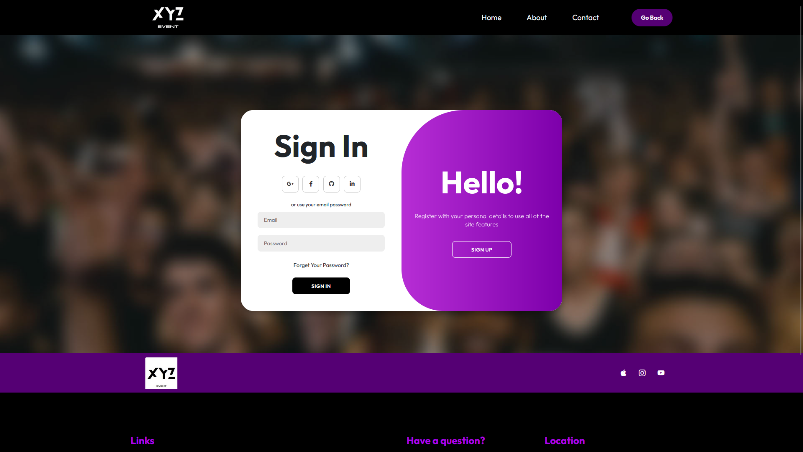 XYZ
EVENT
Home
About
Contact
Go Back
Sign In
G+
f
in
or use your email password
Email
Password
Forget Your Password?
SIGN IN
Hello!
Register with your personal details to use all of the
site features
SIGN UP
XYZ
EVENT
Links
Have a question?
Location